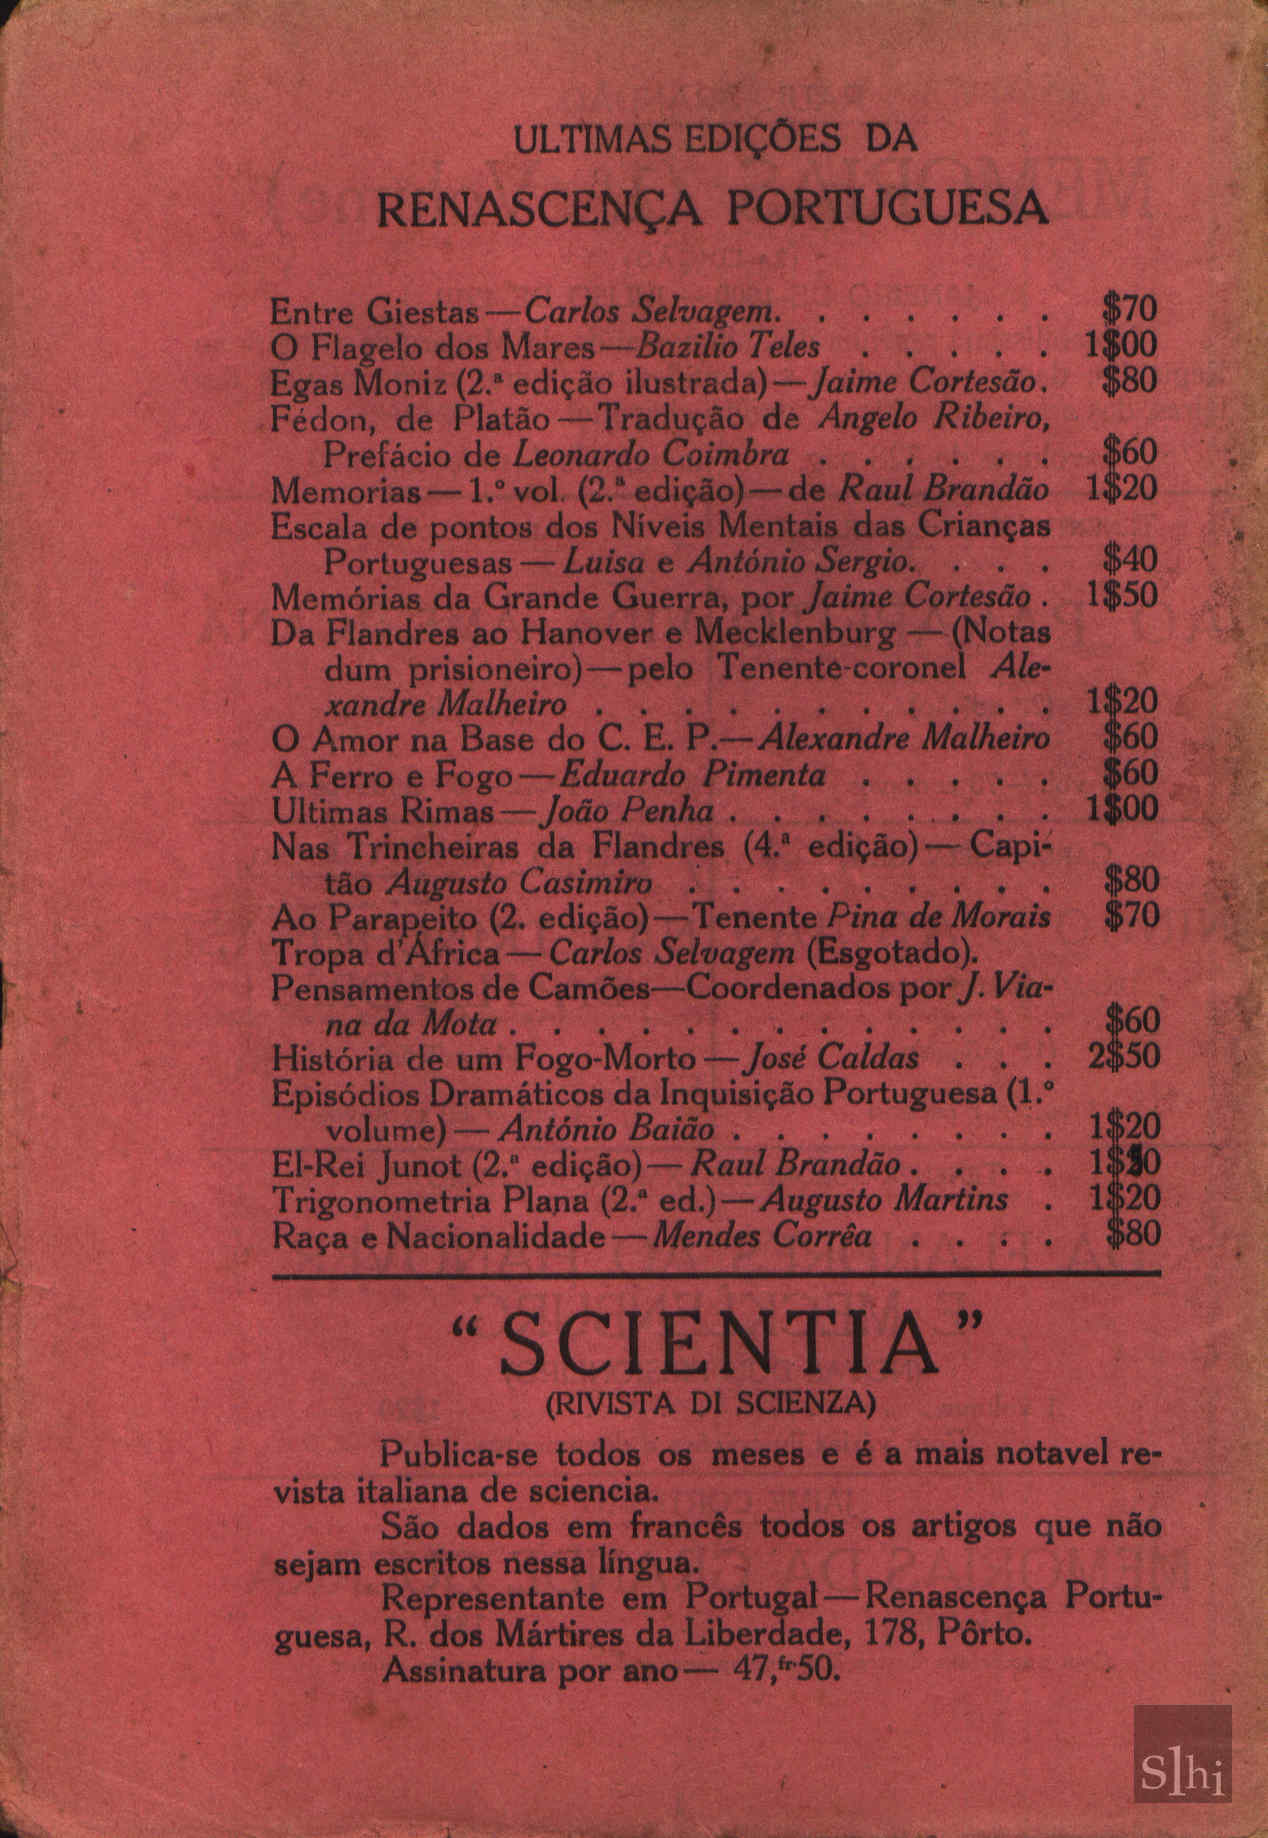 ULTIMAS EDIÇÕES DA
RENASCENÇA PORTUGUESA
Entre Giestas—Carlos Selvagem. . . . . . . $70
O Flagelo dos Mares—Bazilio Teles . . . . . 1$00
Egas Moniz (2.ª edição ilustrada)—Jaime Cortesão. $80
Fédon, de Platão—Tradução de Angelo Ribeiro,
Prefácio de Leonardo Coimbra . . . . . . $60
Memorias—1.º vol. (2.ª edição)—de Raul Brandão 1$20
Escala de pontos dos Níveis Mentais das Crianças
Portuguesas—Luisa e António Sergio. . . . $40
Memórias da Grande Guerra, por Jaime Cortesão . 1$50
Da Flandres ao Hanover e Mecklenburg—(Notas
dum prisioneiro)—pelo Tenente-coronel Ale-
xandre Malheiro . . . . . . . . . . . 1$20
O Amor na Base do C. E. P.—Alexandre Malheiro $60
A Ferro e Fogo—Eduardo Pimenta . . . . . $60
Ultimas Rimas—João Penha . . . . . . . . 1$00
Nas Trincheiras da Flandres (4.ª edição)—Capi-
tão Augusto Casimiro . . . . . . . . . $80
Ao Parapeito (2. edição)—Tenente Pina de Morais $70
Tropa d'África—Carlos Selvagem (Esgotado).
Pensamentos de Camões—Coordenados por J. Via-
na da Mota . . . . . . . . . . . . . $60
História de um Fogo-Morto—José Caldas . . . 2$50
Episódios Dramáticos da Inquisição Portuguesa (1.º
volume)—António Baião . . . . . . . . 1$20
El-Rei Junot (2.ª edição)—Raul Brandão . . . .
Trigonometria Plana (2.ª ed.)—Augusto Martins . 1$20
Raça e Nacionalidade—Mendes Corrêa . . . . $80
“SCIENTIA”
(RIVISTA DI SCIENZA)
Publica-se todos os meses e é a mais notavel re-
vista italiana de sciencia.
São dados em francês todos os artigos que não
sejam escritos nessa língua.
Representante em Portugal—Renascença Portu-
guesa, R. dos Mártires da Liberdade, 178, Pôrto.
Assinatura por ano— 47,fr.50.
slhi